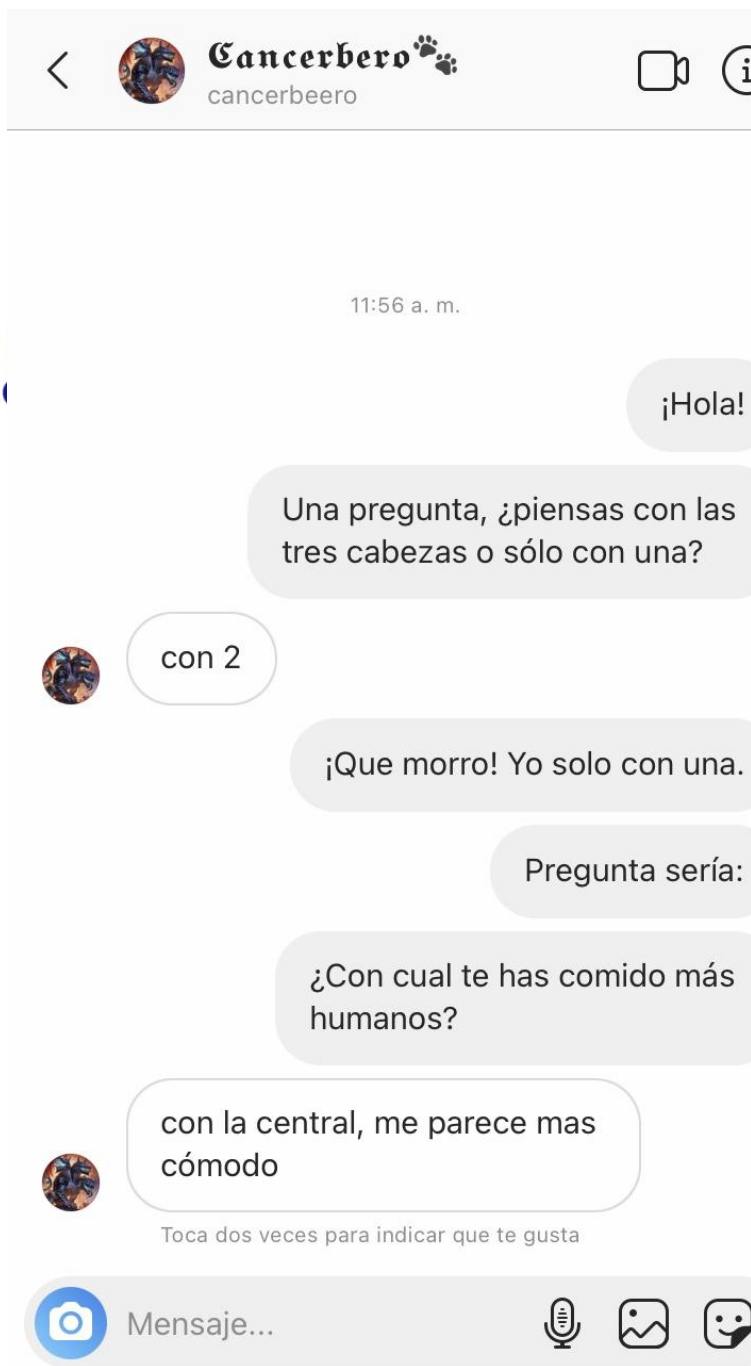 Cancerbero🐾
cancerbeero
11:56 a. m.
¡Hola!
Una pregunta, ¿piensas con las
tres cabezas o sólo con una?
con 2
¡Que morro! Yo solo con una.
Pregunta sería:
¿Con cual te has comido más
humanos?
con la central, me parece mas
cómodo
Toca dos veces para indicar que te gusta
Mensaje...